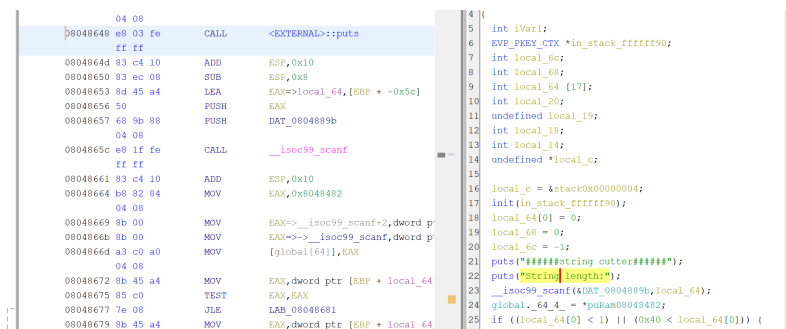 04 08
08048648 e8 03 fe CALL <EXTERNAL>::puts
ff ff
0804864d 83 c4 10 ADD ESP,0x10
08048650 83 ec 08 SUB ESP,0x8
08048653 8d 45 a4 LEA EAX=>local_64,[EBP + -0x5c]
08048656 50 PUSH EAX
08048657 68 9b 88 PUSH DAT_0804889b
04 08
0804865c e8 1f fe CALL __isoc99_scanf
ff ff
08048661 83 c4 10 ADD ESP,0x10
08048664 b8 82 84 MOV EAX,0x8048482
04 08
08048669 8b 00 MOV EAX=>__isoc99_scanf+2,dword p
0804866b 8b 00 MOV EAX=>->__isoc99_scanf,dword p
0804866d a3 c0 a0 MOV [global[64]],EAX
04 08
08048672 8b 45 a4 MOV EAX,dword ptr [EBP + local_64
08048675 85 c0 TEST EAX,EAX
08048677 7e 08 JLE LAB_08048681
08048679 8b 45 a4 MOV EAX,dword ptr [EBP + local_64
4 {
5 int iVar1;
6 EVP_PKEY_CTX *in_stack_ffffff90;
7 int local_6c;
8 int local_68;
9 int local_64 [17];
10 int local_20;
11 undefined local_19;
12 int local_18;
13 int local_14;
14 undefined *local_c;
15
16 local_c = &stack0x00000004;
17 init(in_stack_ffffff90);
18 local_64[0] = 0;
19 local_68 = 0;
20 local_6c = -1;
21 puts("######string cutter######");
22 puts("String length:");
23 __isoc99_scanf(&DAT_0804889b,local_64);
24 global._64_4_ = *puRam08048482;
25 if ((local_64[0] < 1) || (0x40 < local_64[0])) {